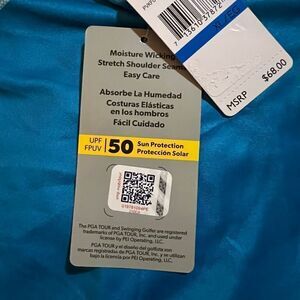 Moisture Wicking
Stretch Shoulder Seams
Easy Care
Absorbe La Humedad
Costuras Elásticas
en los hombros
Fácil Cuidado
UPF
FPUV
50
Sun Protection
Protección Solar
The PGA TOUR and Swinging Golfer are registered
trademarks of PGA TOUR, Inc. and used under
license by PEI Operating, LLC.
PGA TOUR y el diseño del golfista son
marcas registradas de PGA TOUR, Inc. y se utilizan
bajo la licencia por PEI Operating, LLC.
MSRP
$68.00